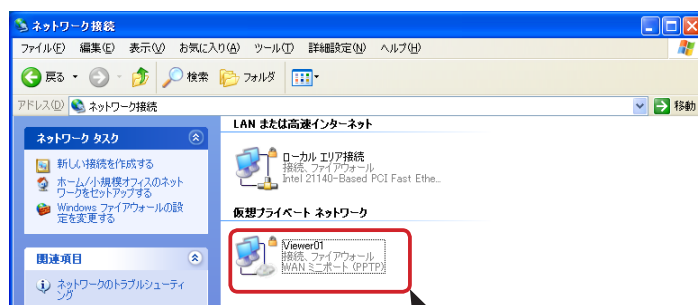 ネットワーク接続
ファイル(F) 編集(E) 表示(V) お気に入り(A) ツール(T) 詳細設定(N) ヘルプ(H)
戻る 検索 フォルダ
アドレス(D) ネットワーク接続 移動
ネットワーク タスク
新しい接続を作成する
ホーム/小規模オフィスのネット
ワークをセットアップする
Windows ファイアウォールの設
定を変更する
関連項目
ネットワークのトラブルシューティ
ング
LAN または高速インターネット
ローカル エリア接続
接続、ファイアウォール
Intel 21140-Based PCI Fast Ethe...
仮想プライベート ネットワーク
Viewer01
接続、ファイアウォール
WAN ミニポート (PPTP)